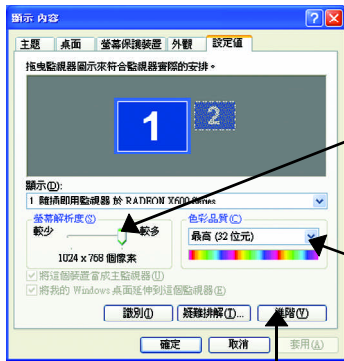 顯示 內容
主題 桌面 螢幕保護裝置 外觀 設定值
拖曳監視器圖示來符合監視器實際的安排。
1 2
顯示(D):
1 隨插即用監視器 於 RADEON X600 Series
螢幕解析度(S) 色彩品質(C)
較少 較多 最高 (32 位元)
1024 x 768 個像素
將這個裝置當成主監視器(U)
將我的 Windows 桌面延伸到這個監視器(E)
識別(I) 疑難排解(T)... 進階(V)
確定 取消 套用(A)